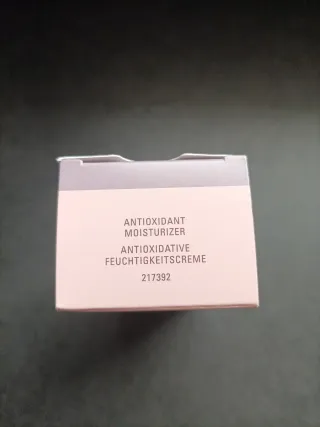 ANTIOXIDANT
MOISTURIZER
ANTIOXIDATIVE
FEUCHTIGKEITSCREME
217392